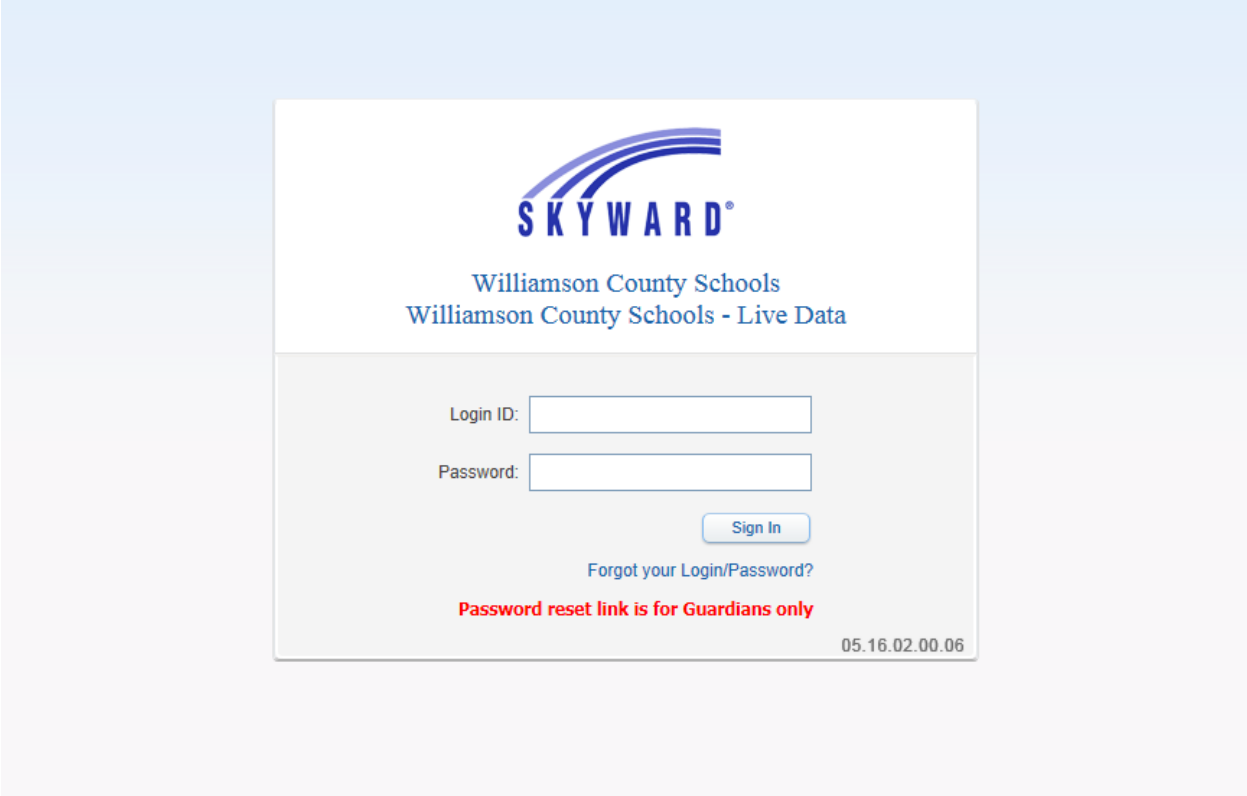 SKYWARD®
Williamson County Schools
Williamson County Schools - Live Data
Login ID:
Password:
Sign In
Forgot your Login/Password?
Password reset link is for Guardians only
05.16.02.00.06